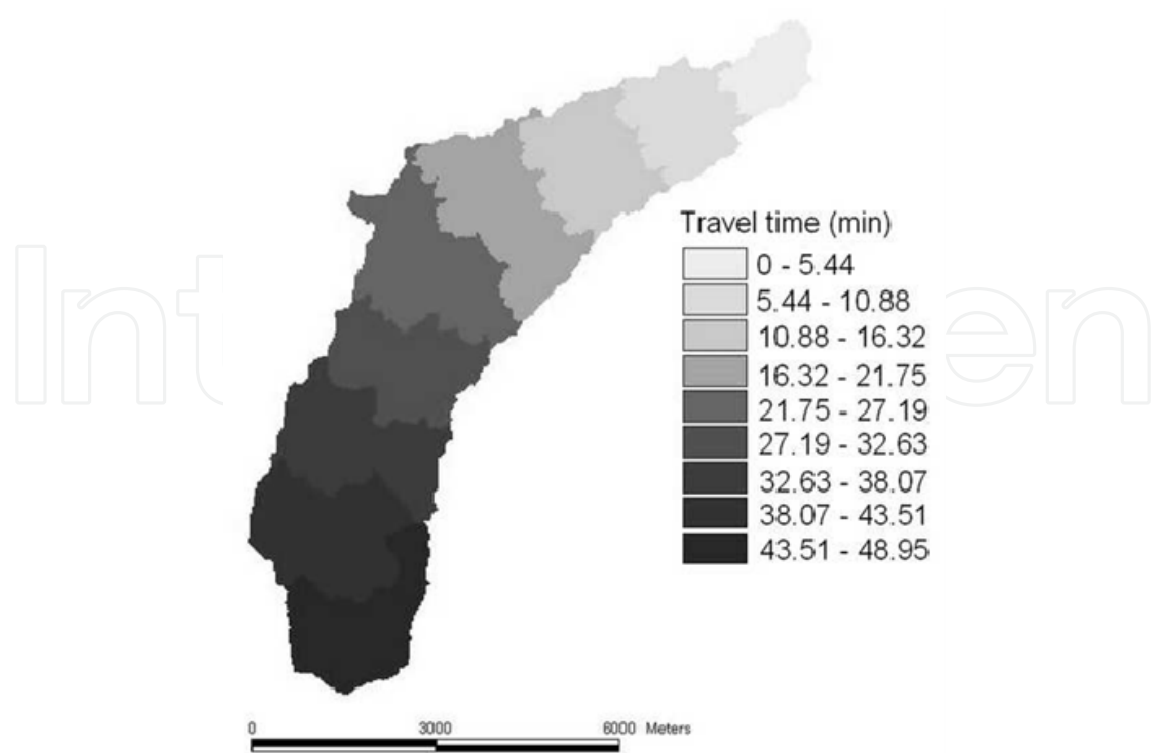 Travel time (min)
0 - 5.44
5.44 - 10.88
10.88 - 16.32
16.32 - 21.75
21.75 - 27.19
27.19 - 32.63
32.63 - 38.07
38.07 - 43.51
43.51 - 48.95
Int en
0 3000 6000 Meters